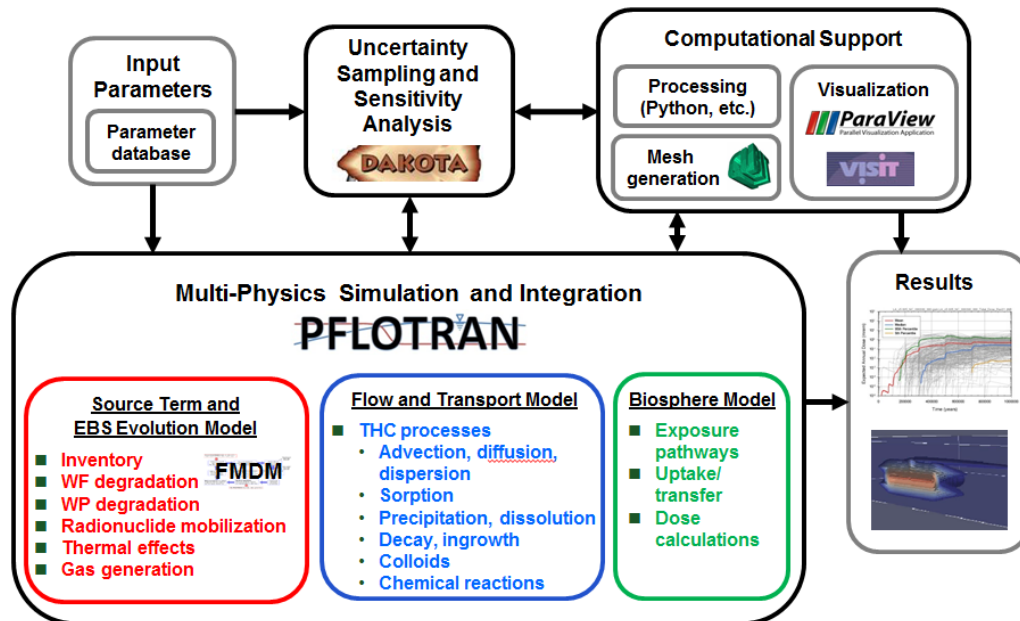 Input
Parameters
Parameter
database
Uncertainty
Sampling and
Sensitivity
Analysis
DAKOTA
Computational Support
Processing
(Python, etc.)
Mesh
generation
Visualization
ParaView
Parallel Visualization Application
VISIT
Multi-Physics Simulation and Integration
PFLOTRAN
Source Term and
EBS Evolution Model
Inventory
FMDM
WF degradation
WP degradation
Radionuclide mobilization
Thermal effects
Gas generation
Flow and Transport Model
THC processes
Advection, diffusion,
dispersion
Sorption
Precipitation, dissolution
Decay, ingrowth
Colloids
Chemical reactions
Biosphere Model
Exposure
pathways
Uptake/
transfer
Dose
calculations
Results
Time (years)